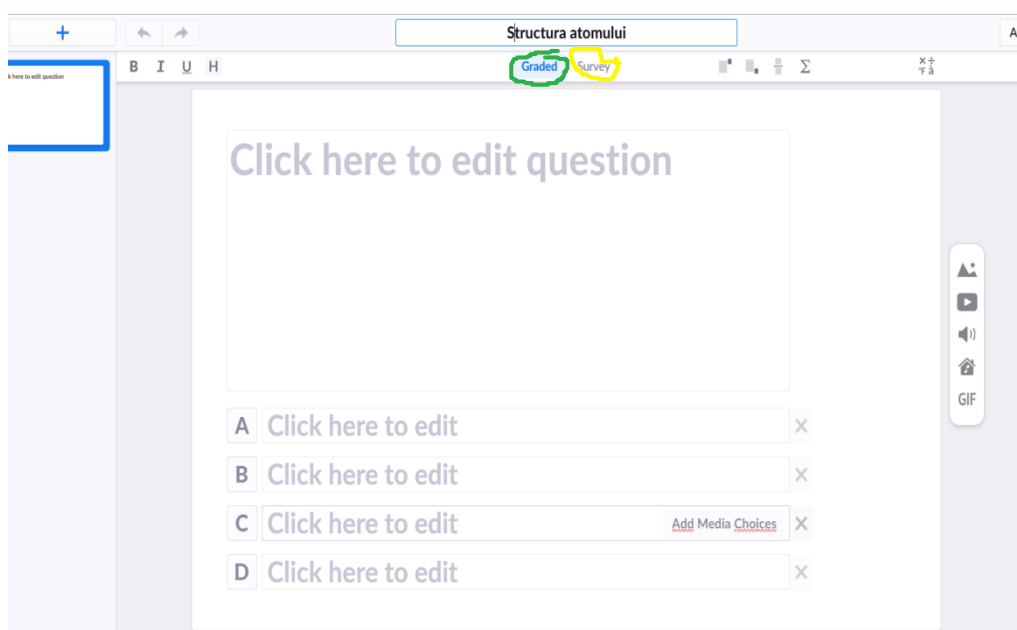 +
Structura atomului
A
B I U H
Graded Survey
Σ
k here to edit question
Click here to edit question
GIF
A Click here to edit
B Click here to edit
C Click here to edit Add Media Choices
D Click here to edit